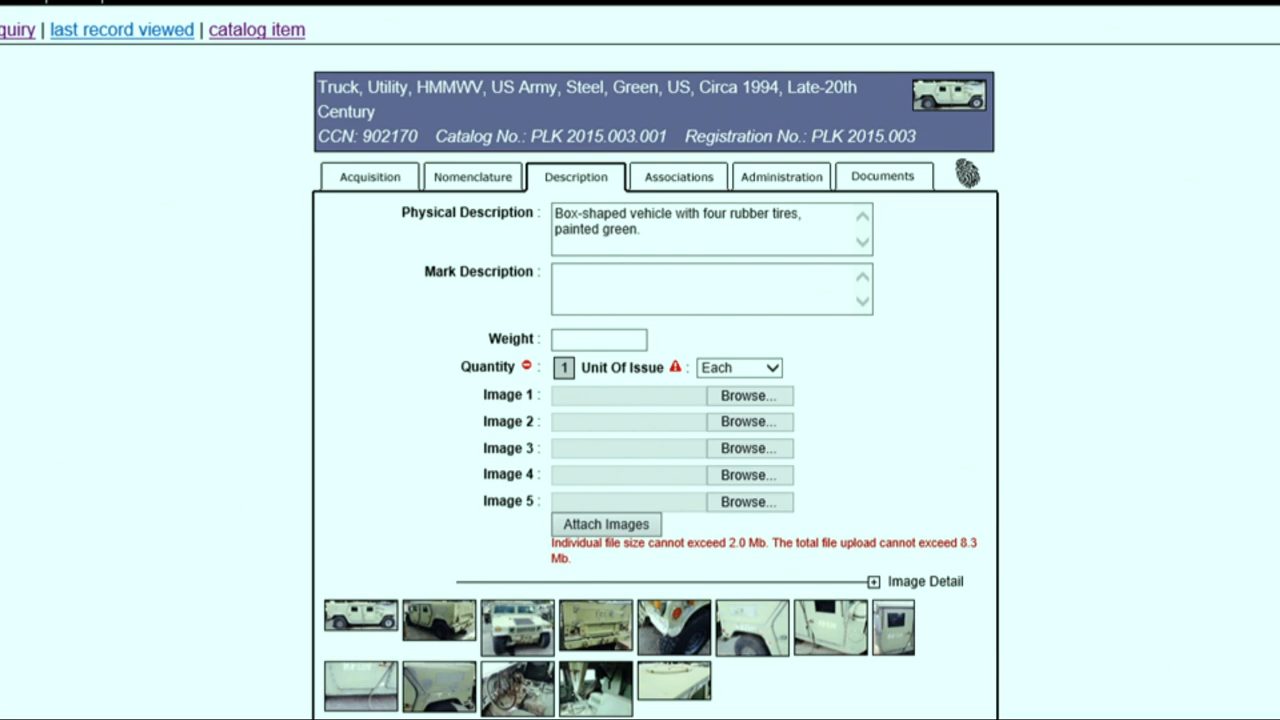 quiry | last record viewed | catalog item
Truck, Utility, HMMWV, US Army, Steel, Green, US, Circa 1994, Late-20th
Century
CCN: 902170 Catalog No.: PLK 2015.003.001 Registration No.: PLK 2015.003
Acquisition Nomenclature Description Associations Administration Documents
Physical Description : Box-shaped vehicle with four rubber tires,
painted green.
Mark Description :
Weight :
Quantity : 1 Unit Of Issue : Each
Image 1 : Browse...
Image 2 : Browse...
Image 3 : Browse...
Image 4 : Browse...
Image 5 : Browse...
Attach Images
Individual file size cannot exceed 2.0 Mb. The total file upload cannot exceed 8.3
Mb.
Image Detail